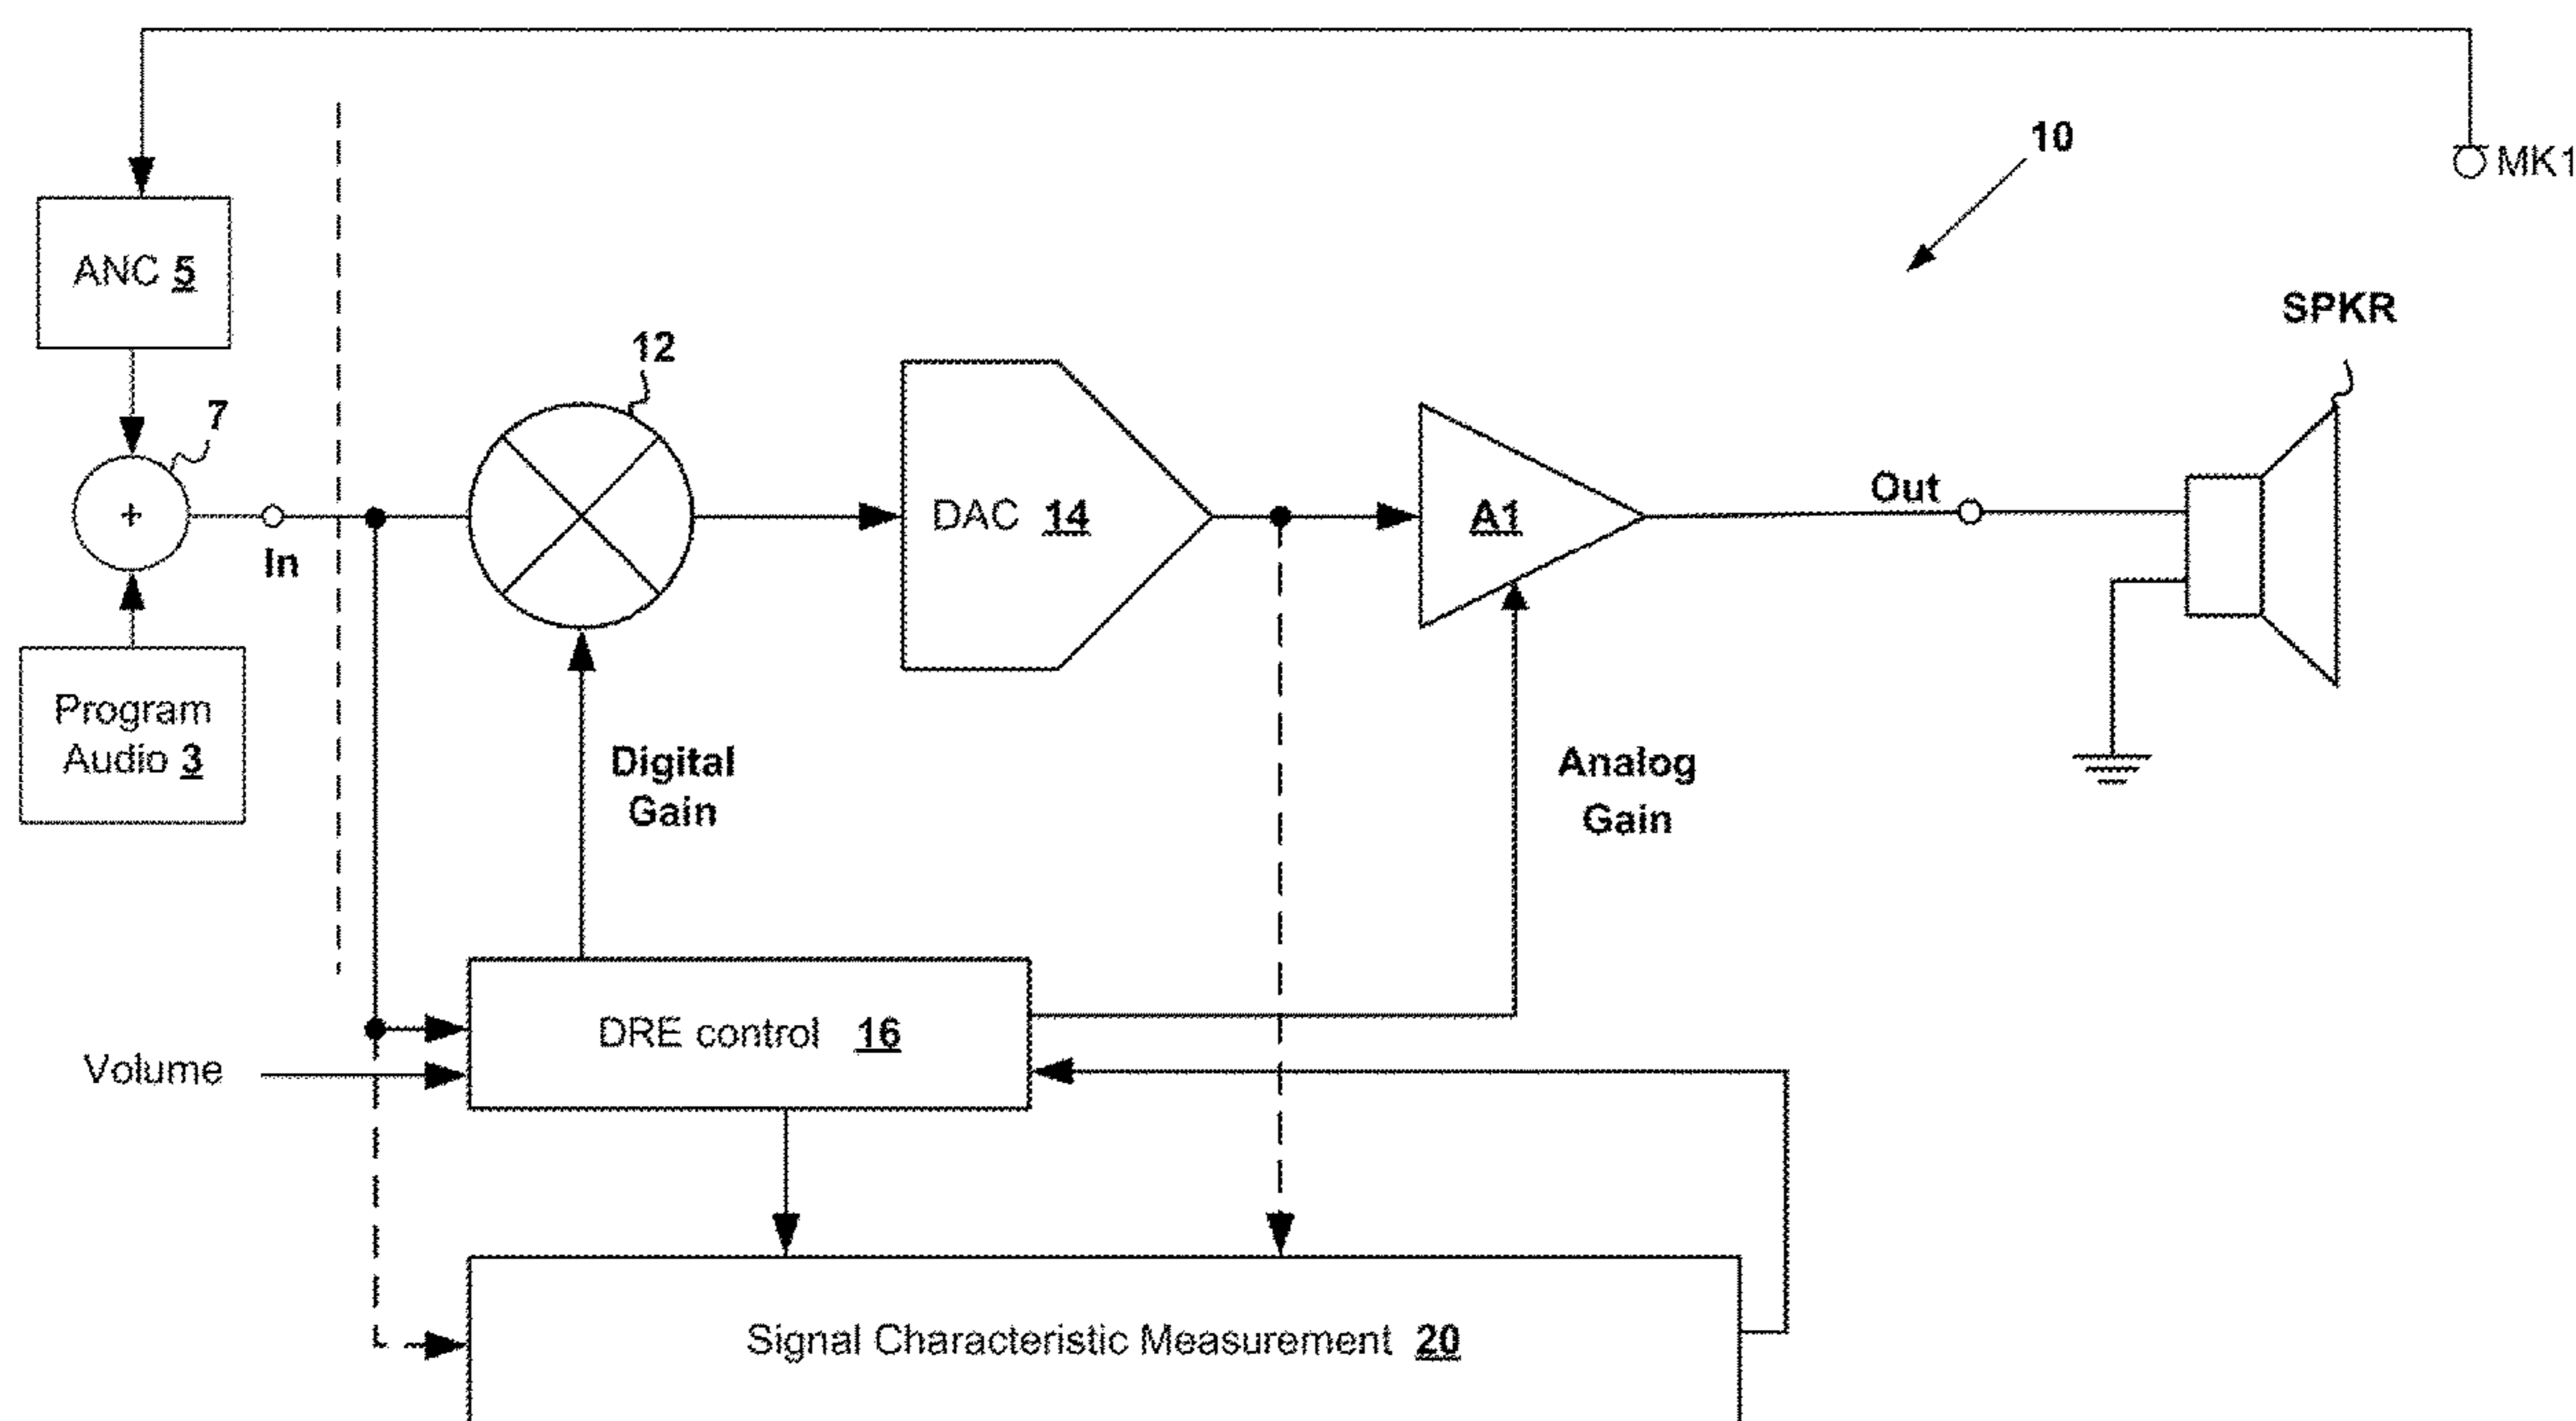 10
MK1
ANC 5
SPKR
12
7
+
In
DAC 14
A1
Out
Program
Audio 3
Digital
Gain
Analog
Gain
DRE control 16
Volume
Signal Characteristic Measurement 20